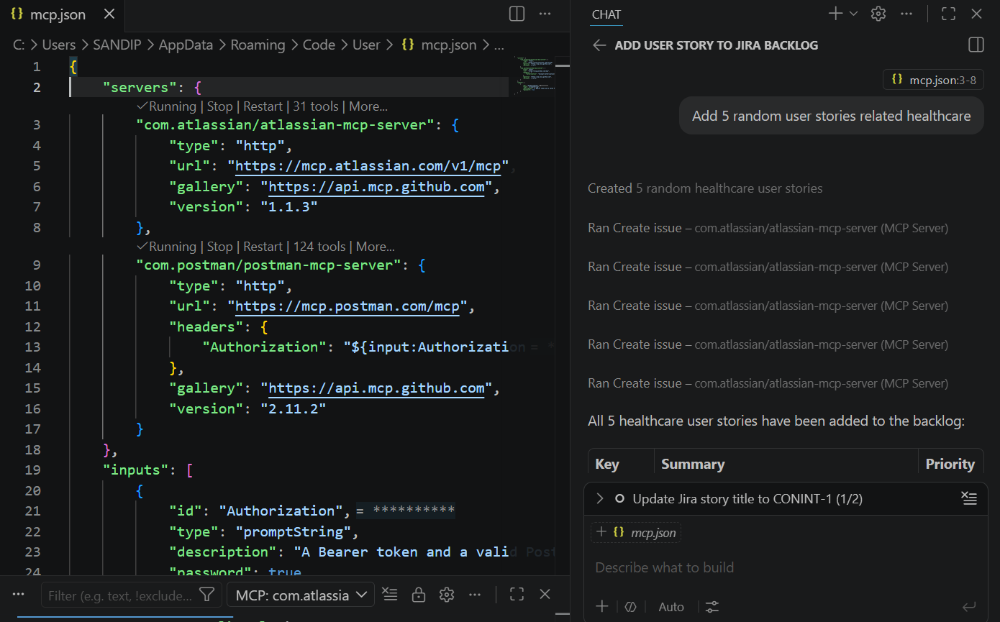 {} mcp.json
C: > Users > SANDIP > AppData > Roaming > Code > User > {} mcp.json > ...
1 {
2 "servers": {
✓Running | Stop | Restart | 31 tools | More...
3 "com.atlassian/atlassian-mcp-server": {
4 "type": "http",
5 "url": "https://mcp.atlassian.com/v1/mcp",
6 "gallery": "https://api.mcp.github.com",
7 "version": "1.1.3"
8 },
✓Running | Stop | Restart | 124 tools | More...
9 "com.postman/postman-mcp-server": {
10 "type": "http",
11 "url": "https://mcp.postman.com/mcp",
12 "headers": {
13 "Authorization": "${input:Authorization = *
14 },
15 "gallery": "https://api.mcp.github.com",
16 "version": "2.11.2"
17 }
18 },
19 "inputs": [
20 {
21 "id": "Authorization", = **********
22 "type": "promptString",
23 "description": "A Bearer token and a valid Post
24 "password": true
Filter (e.g. text, !exclude...
MCP: com.atlassia
CHAT
ADD USER STORY TO JIRA BACKLOG
{} mcp.json:3-8
Add 5 random user stories related healthcare
Created 5 random healthcare user stories
Ran Create issue – com.atlassian/atlassian-mcp-server (MCP Server)
Ran Create issue – com.atlassian/atlassian-mcp-server (MCP Server)
Ran Create issue – com.atlassian/atlassian-mcp-server (MCP Server)
Ran Create issue – com.atlassian/atlassian-mcp-server (MCP Server)
Ran Create issue – com.atlassian/atlassian-mcp-server (MCP Server)
All 5 healthcare user stories have been added to the backlog:
Key Summary Priority
Update Jira story title to CONINT-1 (1/2)
+ {} mcp.json
Describe what to build
Auto